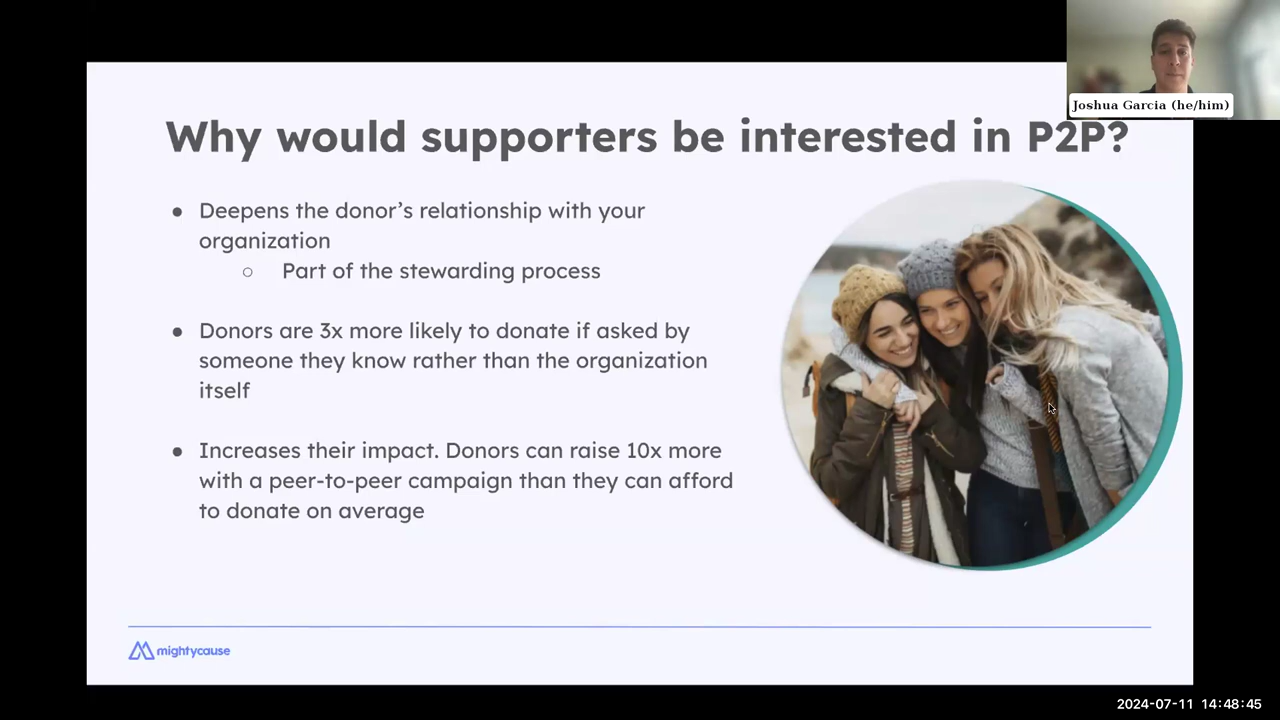 Joshua Garcia (he/him)
Why would supporters be interested in P2P?
● Deepens the donor’s relationship with your
organization
○ Part of the stewarding process
● Donors are 3x more likely to donate if asked by
someone they know rather than the organization
itself
● Increases their impact. Donors can raise 10x more
with a peer-to-peer campaign than they can afford
to donate on average
mightycause
2024-07-11 14:48:45